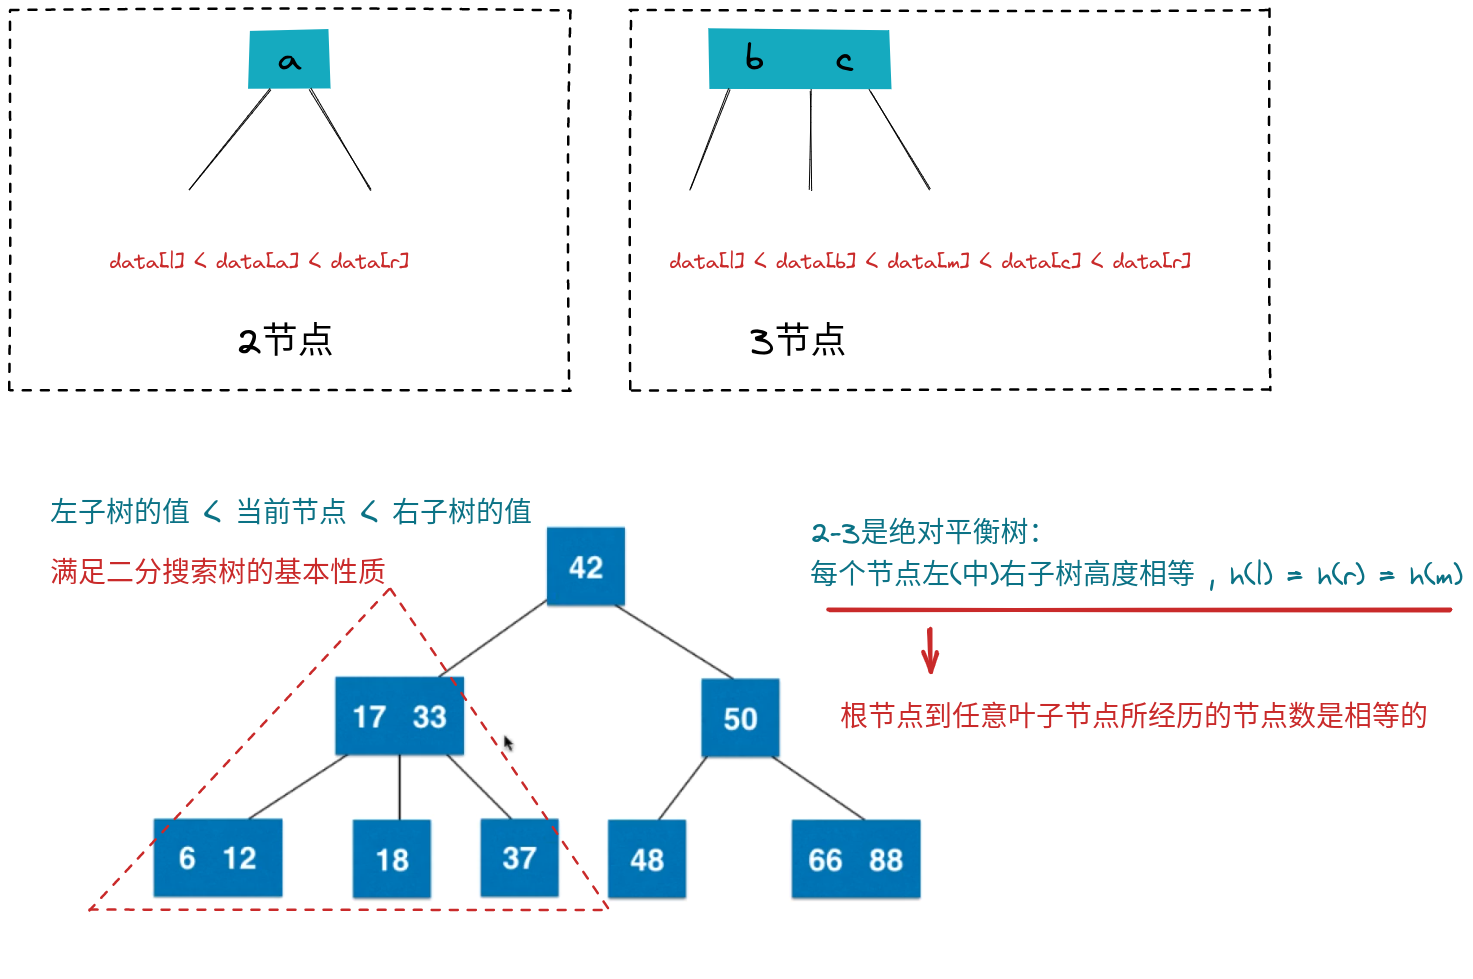 a
b c
data[l] < data[a] < data[r]
data[l] < data[b] < data[m] < data[c] < data[r]
2节点
3节点
左子树的值 < 当前节点 < 右子树的值
满足二分搜索树的基本性质
2-3是绝对平衡树：
每个节点左(中)右子树高度相等，h(l) = h(r) = h(m)
根节点到任意叶子节点所经历的节点数是相等的
42
17 33
50
6 12
18
37
48
66 88